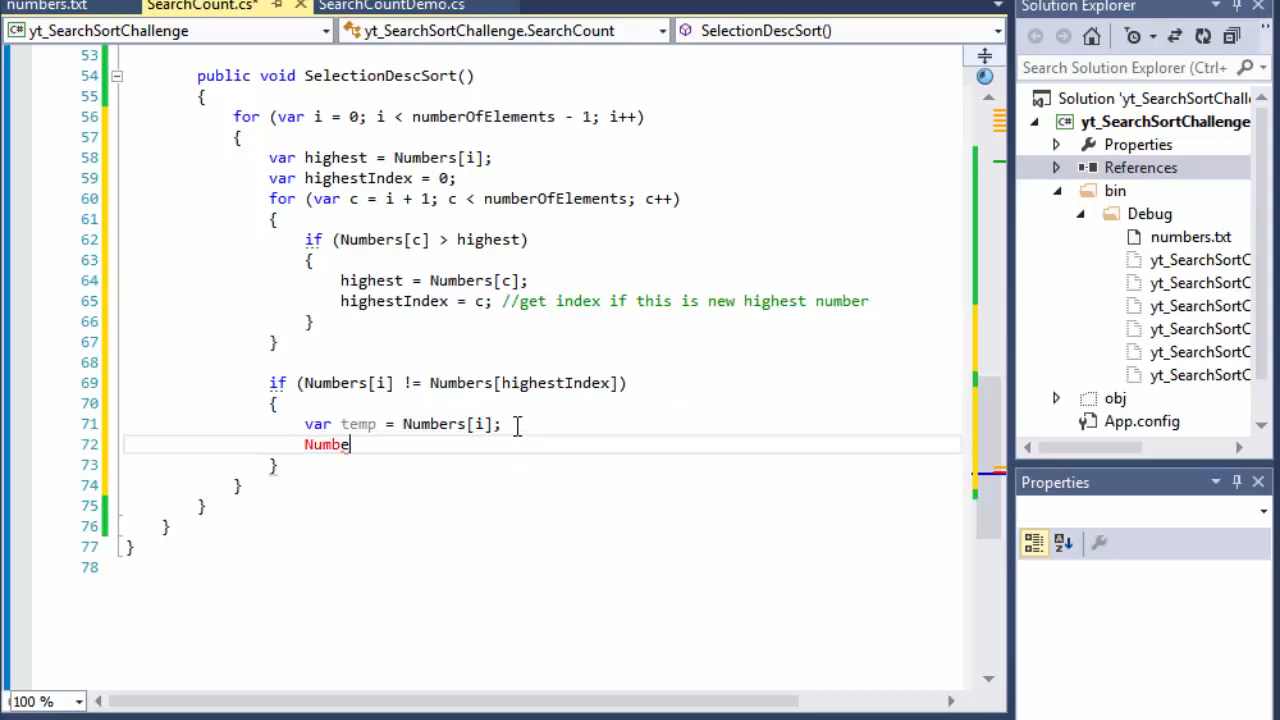 numbers.txt SearchCount.cs* SearchCountDemo.cs
yt_SearchSortChallenge yt_SearchSortChallenge.SearchCount SelectionDescSort()
53
54 public void SelectionDescSort()
55 {
56 for (var i = 0; i < numberOfElements - 1; i++)
57 {
58 var highest = Numbers[i];
59 var highestIndex = 0;
60 for (var c = i + 1; c < numberOfElements; c++)
61 {
62 if (Numbers[c] > highest)
63 {
64 highest = Numbers[c];
65 highestIndex = c; //get index if this is new highest number
66 }
67 }
68
69 if (Numbers[i] != Numbers[highestIndex])
70 {
71 var temp = Numbers[i];
72 Numbe
73 }
74 }
75 }
76 }
77 }
78
100 %
Solution Explorer
Search Solution Explorer (Ctrl+
Solution 'yt_SearchSortChall
C# yt_SearchSortChallenge
Properties
References
bin
Debug
numbers.txt
yt_SearchSortC
yt_SearchSortC
yt_SearchSortC
yt_SearchSortC
yt_SearchSortC
yt_SearchSortC
obj
App.config
Properties